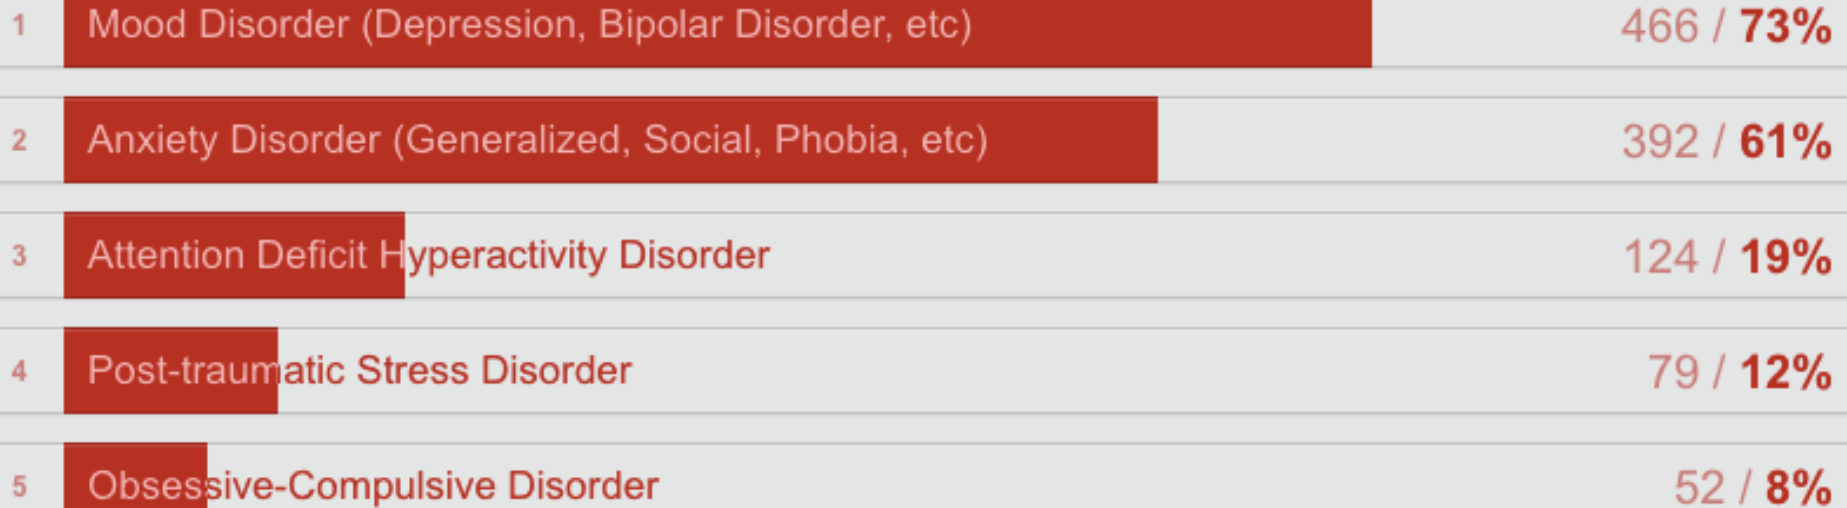 1 Mood Disorder (Depression, Bipolar Disorder, etc) 466 / 73%
2 Anxiety Disorder (Generalized, Social, Phobia, etc) 392 / 61%
3 Attention Deficit Hyperactivity Disorder 124 / 19%
4 Post-traumatic Stress Disorder 79 / 12%
5 Obsessive-Compulsive Disorder 52 / 8%